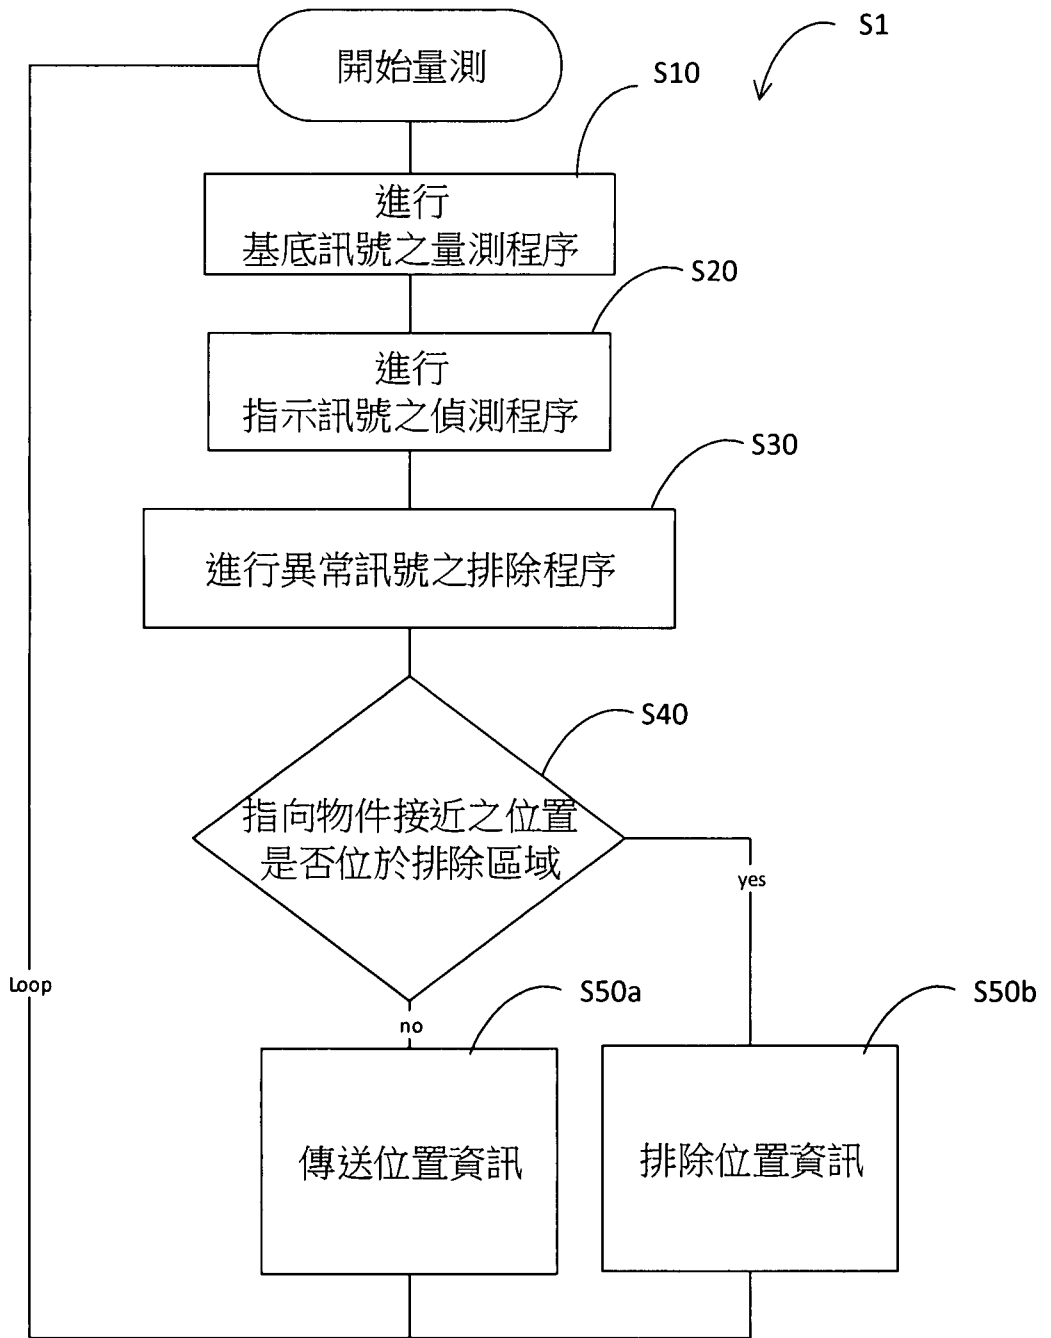 S1
開始量測
S10
進行
基底訊號之量測程序
S20
進行
指示訊號之偵測程序
S30
進行異常訊號之排除程序
S40
指向物件接近之位置
是否位於排除區域
yes
Loop
no
S50a
S50b
傳送位置資訊
排除位置資訊